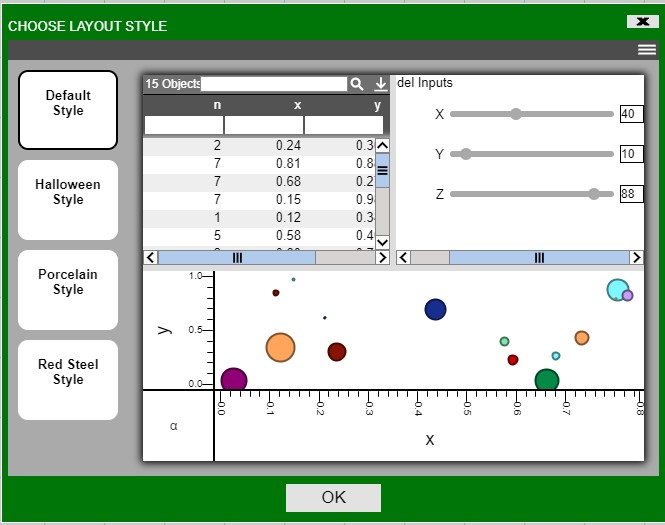 CHOOSE LAYOUT STYLE
Default
Style
Halloween
Style
Porcelain
Style
Red Steel
Style
15 Objects
n x y
2 0.24 0.3
7 0.81 0.8
7 0.68 0.2
7 0.15 0.9
1 0.12 0.3
5 0.58 0.4
del Inputs
X 40
Y 10
Z 88
y
1.0
0.5
0.0
α
0.0 0.1 0.2 0.3 0.4 0.5 0.6 0.7 0.8
x
OK